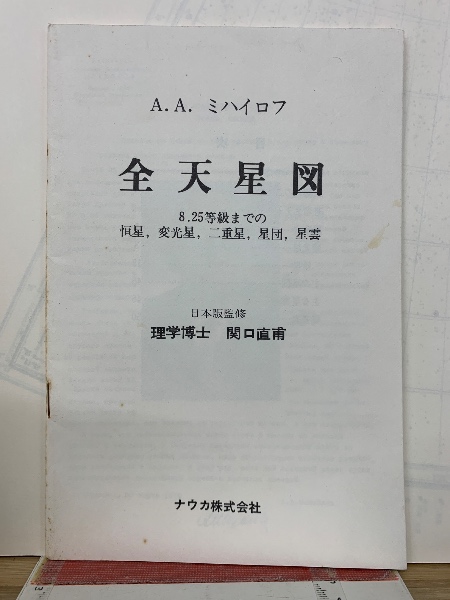 A.A. ミハイロフ
全天星図
8.25等級までの
恒星，変光星，二重星，星団，星雲
日本版監修
理学博士 関口直甫
ナウカ株式会社